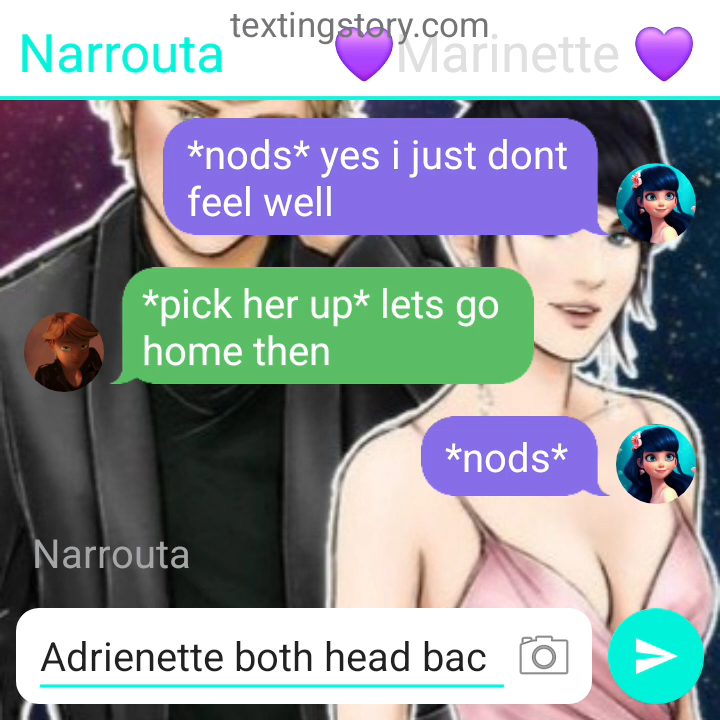 textingstory.com
Narrouta
💜Marinette 💜
*nods* yes i just dont
feel well
*pick her up* lets go
home then
*nods*
Narrouta
Adrienette both head bac